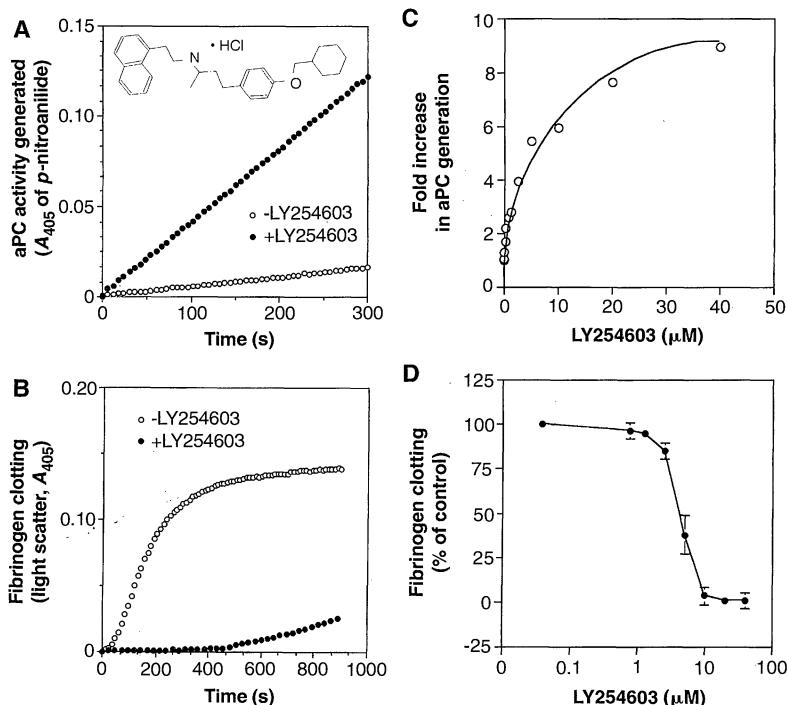 A
0.15
0.10
0.05
0
aPC activity generated
(A405 of p-nitroanilide)
• HCl
N
O
-LY254603
+LY254603
0
100
200
300
Time (s)
B
0.20
0.10
0
Fibrinogen clotting
(light scatter, A405)
-LY254603
+LY254603
0
200
400
600
800
1000
Time (s)
C
10
8
6
4
2
0
Fold increase
in aPC generation
0
10
20
30
40
50
LY254603 (μM)
D
125
100
75
50
25
0
-25
Fibrinogen clotting
(% of control)
0
0.1
1
10
100
LY254603 (μM)